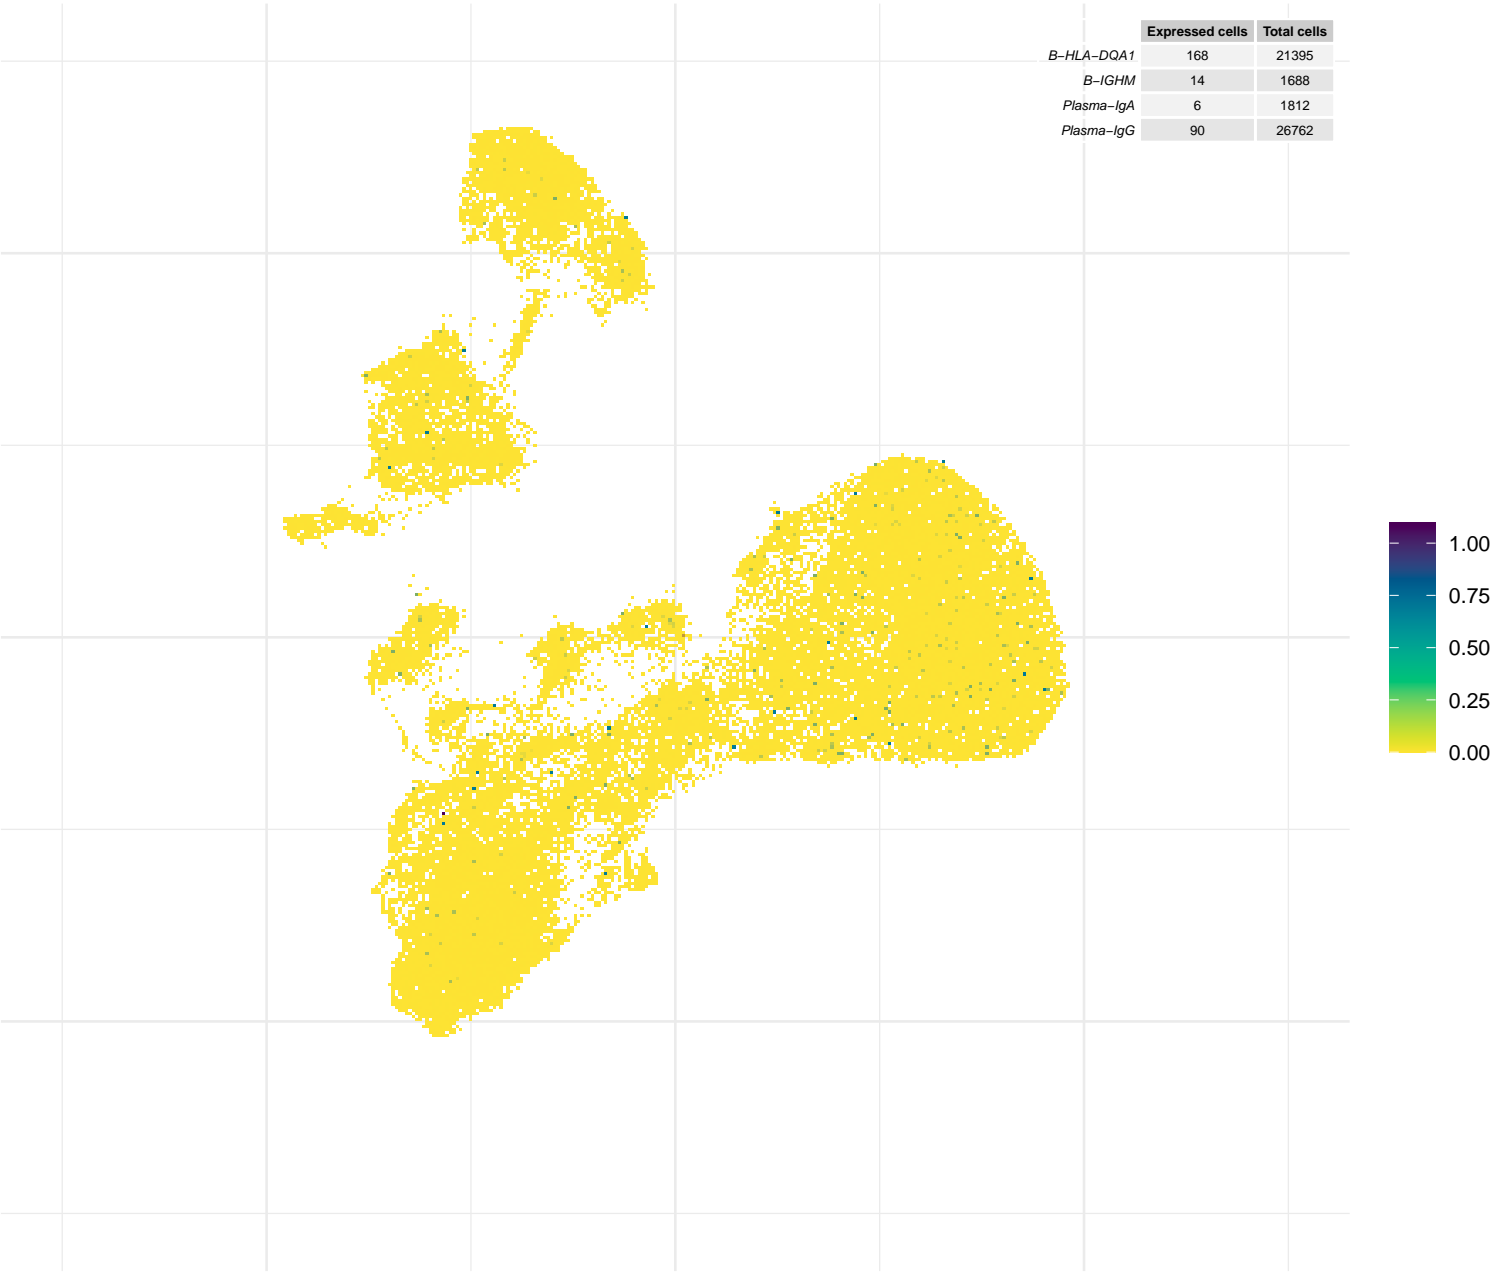 Expressed cells Total cells
B−HLA−DQA1 168 21395
B−IGHM 14 1688
Plasma−IgA 6 1812
Plasma−IgG 90 26762
1.00
0.75
0.50
0.25
0.00